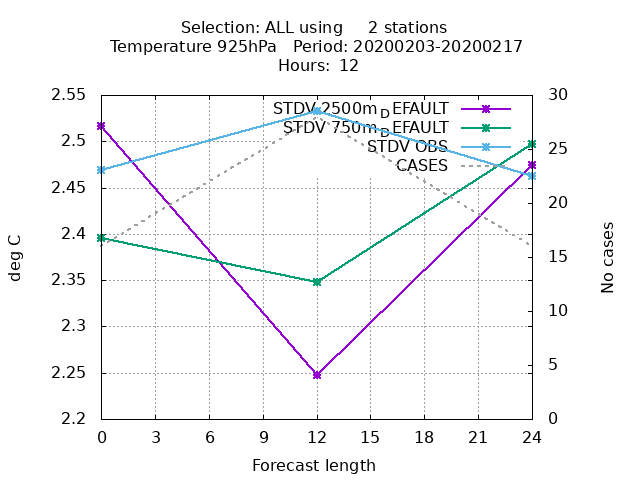 Selection: ALL using 2 stations
Temperature 925hPa Period: 20200203-20200217
Hours: 12
2.55
2.5
2.45
2.4
2.35
2.3
2.25
2.2
deg C
STDV 2500m_DEFAULT
STDV 750m_DEFAULT
STDV OBS
CASES
30
25
20
15
10
5
0
No cases
0 3 6 9 12 15 18 21 24
Forecast length